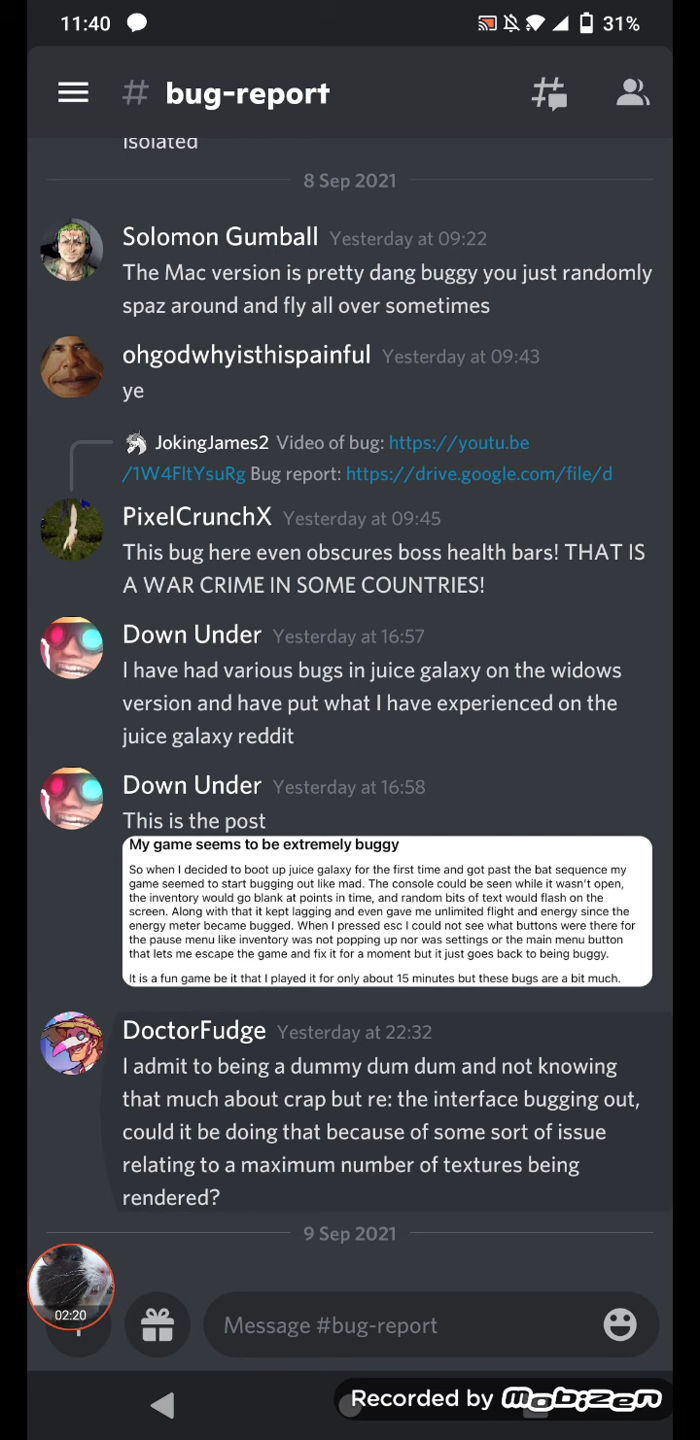 11:40
31%
# bug-report
Isolated
8 Sep 2021
Solomon Gumball Yesterday at 09:22
The Mac version is pretty dang buggy you just randomly
spaz around and fly all over sometimes
ohgodwhyisthispainful Yesterday at 09:43
ye
JokingJames2 Video of bug: https://youtu.be
/1W4FltYsuRg Bug report: https://drive.google.com/file/d
PixelCrunchX Yesterday at 09:45
This bug here even obscures boss health bars! THAT IS
A WAR CRIME IN SOME COUNTRIES!
Down Under Yesterday at 16:57
I have had various bugs in juice galaxy on the widows
version and have put what I have experienced on the
juice galaxy reddit
Down Under Yesterday at 16:58
This is the post
My game seems to be extremely buggy
So when I decided to boot up juice galaxy for the first time and got past the bat sequence my
game seemed to start bugging out like mad. The console could be seen while it wasn't open,
the inventory would go blank at points in time, and random bits of text would flash on the
screen. Along with that it kept lagging and even gave me unlimited flight and energy since the
energy meter became bugged. When I pressed esc I could not see what buttons were there for
the pause menu like inventory was not popping up nor was settings or the main menu button
that lets me escape the game and fix it for a moment but it just goes back to being buggy.
It is a fun game be it that I played it for only about 15 minutes but these bugs are a bit much.
DoctorFudge Yesterday at 22:32
I admit to being a dummy dum dum and not knowing
that much about crap but re: the interface bugging out,
could it be doing that because of some sort of issue
relating to a maximum number of textures being
rendered?
9 Sep 2021
02:20
Message #bug-report
Recorded by mobizen